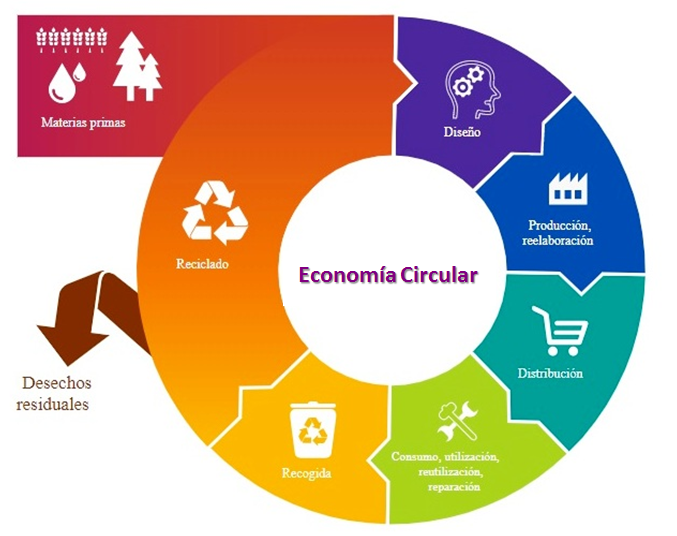 Materias primas
Diseño
Producción,
reelaboración
Distribución
Consumo, utilización,
reutilización,
reparación
Recogida
Reciclado
Desechos
residuales
Economía Circular